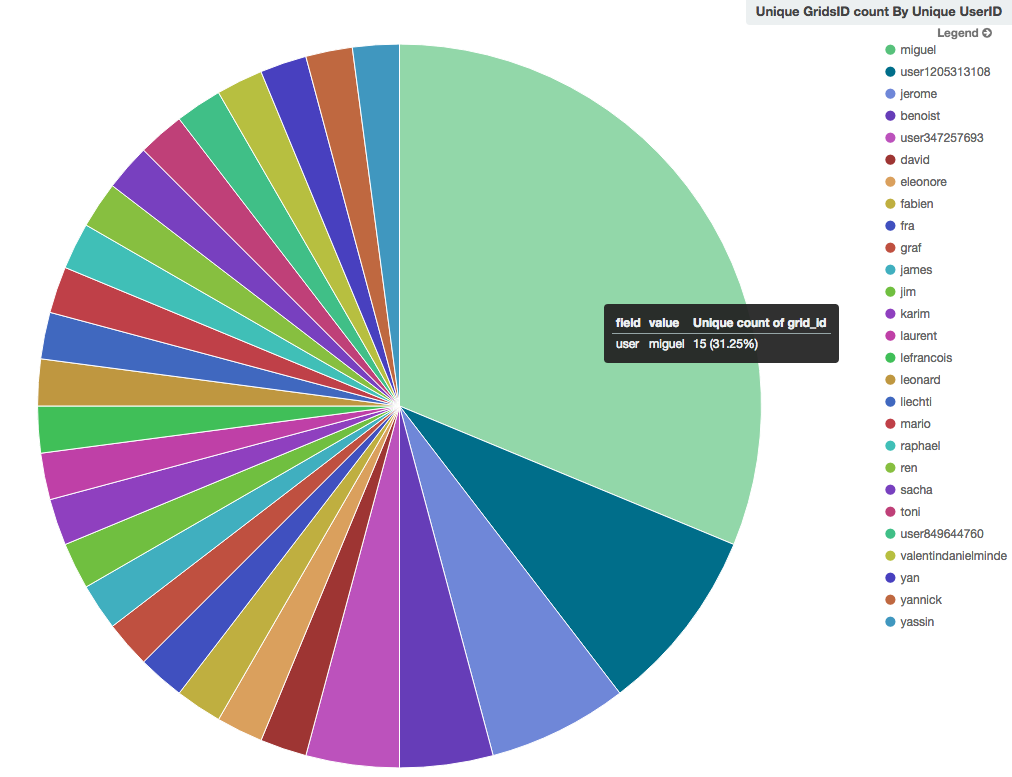 Unique GridsID count By Unique UserID
Legend
miguel
user1205313108
jerome
benoist
user347257693
david
eleonore
fabien
fra
graf
james
jim
karim
laurent
lefrancois
leonard
liechti
mario
raphael
ren
sacha
toni
user849644760
valentindanielminde
yan
yannick
yassin
field value Unique count of grid_id
user miguel 15 (31.25%)